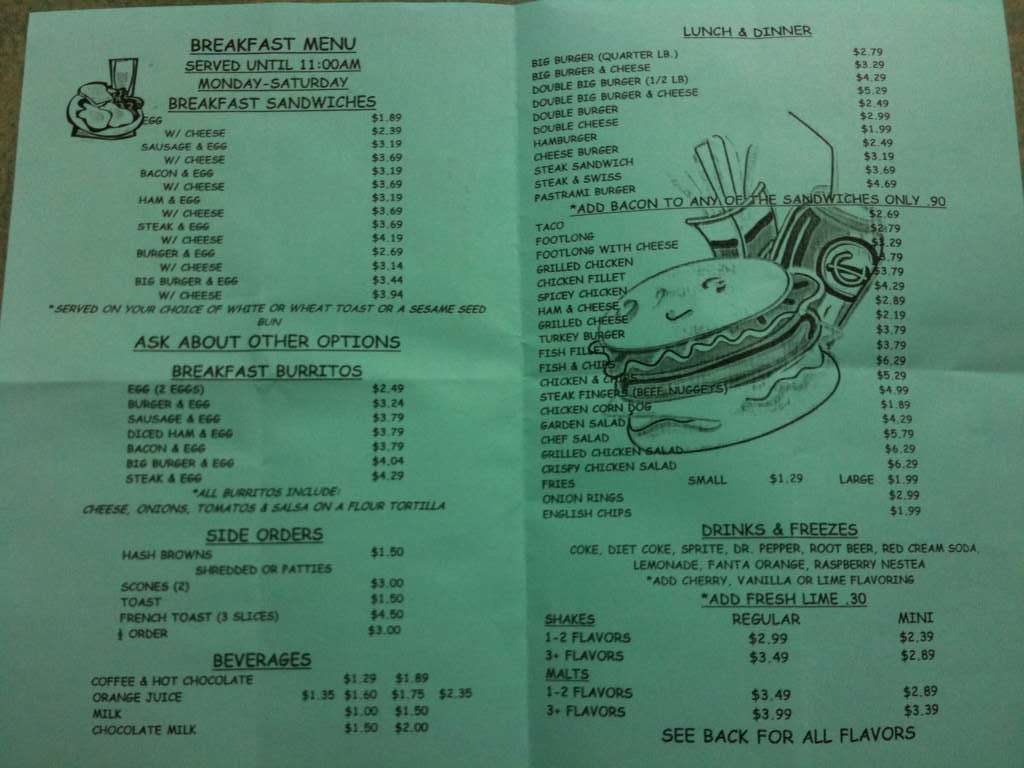 BREAKFAST MENU
SERVED UNTIL 11:00AM
MONDAY-SATURDAY
BREAKFAST SANDWICHES
EGG $1.89
W/ CHEESE $2.39
SAUSAGE & EGG $3.19
W/ CHEESE $3.69
BACON & EGG $3.19
W/ CHEESE $3.69
HAM & EGG $3.19
W/ CHEESE $3.69
STEAK & EGG $3.69
W/ CHEESE $4.19
BURGER & EGG $2.69
W/ CHEESE $3.14
BIG BURGER & EGG $3.44
W/ CHEESE $3.94
*SERVED ON YOUR CHOICE OF WHITE OR WHEAT TOAST OR A SESAME SEED
BUN
ASK ABOUT OTHER OPTIONS
BREAKFAST BURRITOS
EGG (2 EGGS) $2.49
BURGER & EGG $3.24
SAUSAGE & EGG $3.79
DICED HAM & EGG $3.79
BACON & EGG $3.79
BIG BURGER & EGG $4.04
STEAK & EGG $4.29
*ALL BURRITOS INCLUDE:
CHEESE, ONIONS, TOMATOS & SALSA ON A FLOUR TORTILLA
SIDE ORDERS
HASH BROWNS $1.50
SHREDDED OR PATTIES
SCONES (2) $3.00
TOAST $1.50
FRENCH TOAST (3 SLICES) $4.50
½ ORDER $3.00
BEVERAGES
COFFEE & HOT CHOCOLATE $1.29 $1.89
ORANGE JUICE $1.35 $1.60 $1.75 $2.35
MILK $1.00 $1.50
CHOCOLATE MILK $1.50 $2.00
LUNCH & DINNER
BIG BURGER (QUARTER LB.) $2.79
BIG BURGER & CHEESE $3.29
DOUBLE BIG BURGER (1/2 LB) $4.29
DOUBLE BIG BURGER & CHEESE $5.29
DOUBLE BURGER $2.49
DOUBLE CHEESE $2.99
HAMBURGER $1.99
CHEESE BURGER $2.49
STEAK SANDWICH $3.19
STEAK & SWISS $3.69
PASTRAMI BURGER $4.69
*ADD BACON TO ANY OF THE SANDWICHES ONLY .90
TACO $2.69
FOOTLONG $2.79
FOOTLONG WITH CHEESE $3.29
GRILLED CHICKEN $3.79
CHICKEN FILLET $3.79
SPICEY CHICKEN $4.29
HAM & CHEESE $2.89
GRILLED CHEESE $2.19
TURKEY BURGER $3.79
FISH FILLET $3.79
FISH & CHIPS $6.29
CHICKEN & CHIPS $5.29
STEAK FINGERS (BEEF NUGGETS) $4.99
CHICKEN CORN DOG $1.89
GARDEN SALAD $4.29
CHEF SALAD $5.79
GRILLED CHICKEN SALAD $6.29
CRISPY CHICKEN SALAD $6.29
FRIES SMALL $1.29 LARGE $1.99
ONION RINGS $2.99
ENGLISH CHIPS $1.99
DRINKS & FREEZES
COKE, DIET COKE, SPRITE, DR. PEPPER, ROOT BEER, RED CREAM SODA,
LEMONADE, FANTA ORANGE, RASPBERRY NESTEA
*ADD CHERRY, VANILLA OR LIME FLAVORING
*ADD FRESH LIME .30
SHAKES REGULAR MINI
1-2 FLAVORS $2.99 $2.39
3+ FLAVORS $3.49 $2.89
MALTS
1-2 FLAVORS $3.49 $2.89
3+ FLAVORS $3.99 $3.39
SEE BACK FOR ALL FLAVORS